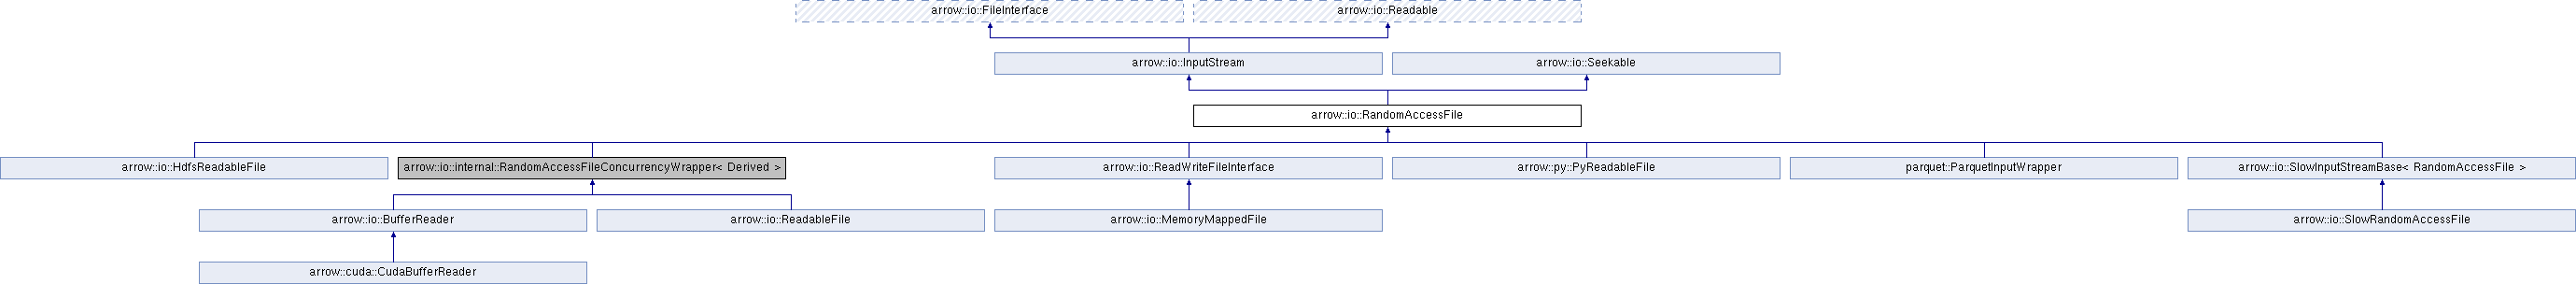 arrow::io::FileInterface
arrow::io::Readable
arrow::io::InputStream
arrow::io::Seekable
arrow::io::RandomAccessFile
arrow::io::HdfsReadableFile
arrow::io::internal::RandomAccessFileConcurrencyWrapper< Derived >
arrow::io::ReadWriteFileInterface
arrow::py::PyReadableFile
parquet::ParquetInputWrapper
arrow::io::SlowInputStreamBase< RandomAccessFile >
arrow::io::BufferReader
arrow::io::ReadableFile
arrow::io::MemoryMappedFile
arrow::io::SlowRandomAccessFile
arrow::cuda::CudaBufferReader